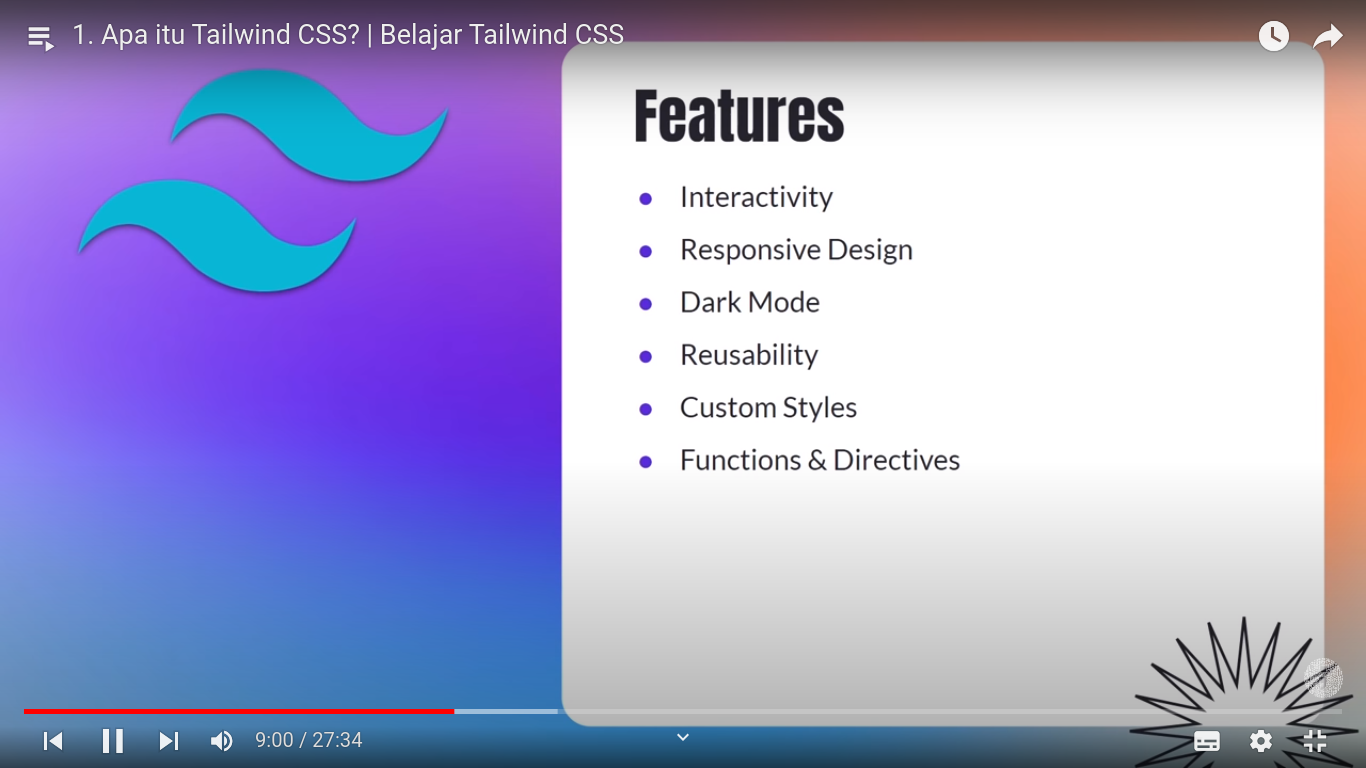 1. Apa itu Tailwind CSS? | Belajar Tailwind CSS
Features
Interactivity
Responsive Design
Dark Mode
Reusability
Custom Styles
Functions & Directives
9:00 / 27:34